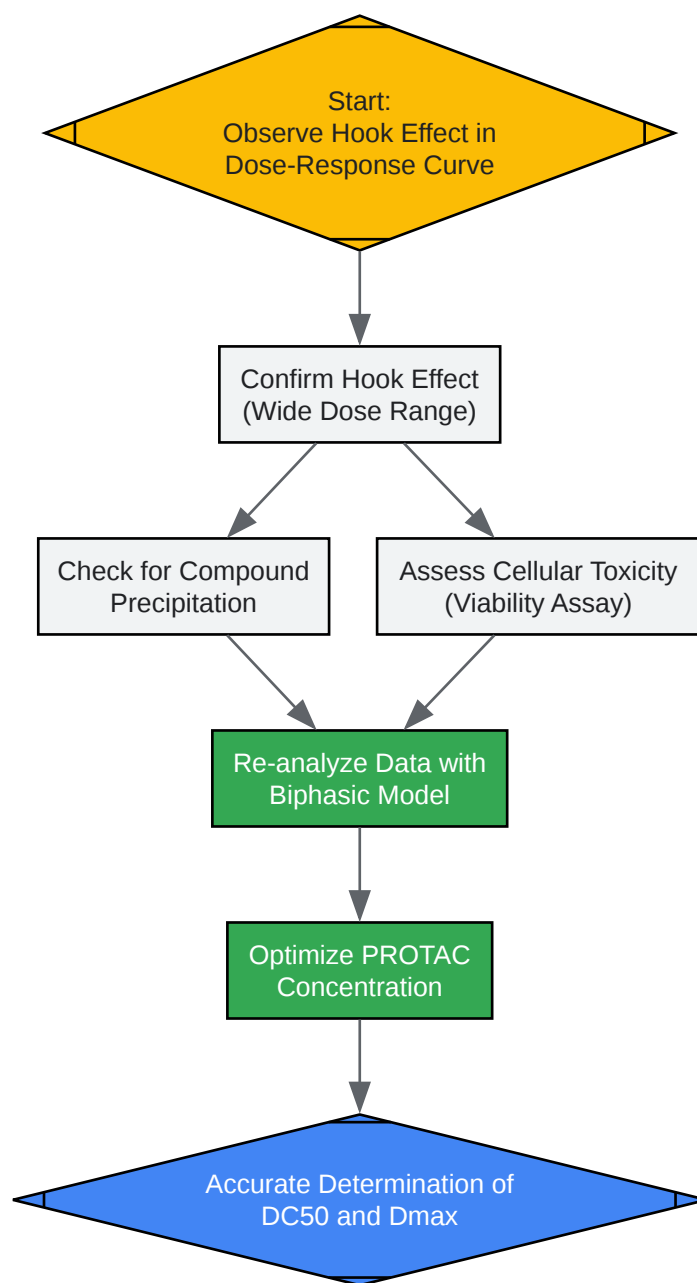 Start:
Observe Hook Effect in
Dose-Response Curve
Confirm Hook Effect
(Wide Dose Range)
Check for Compound
Precipitation
Assess Cellular Toxicity
(Viability Assay)
Re-analyze Data with
Biphasic Model
Optimize PROTAC
Concentration
Accurate Determination of
DC50 and Dmax